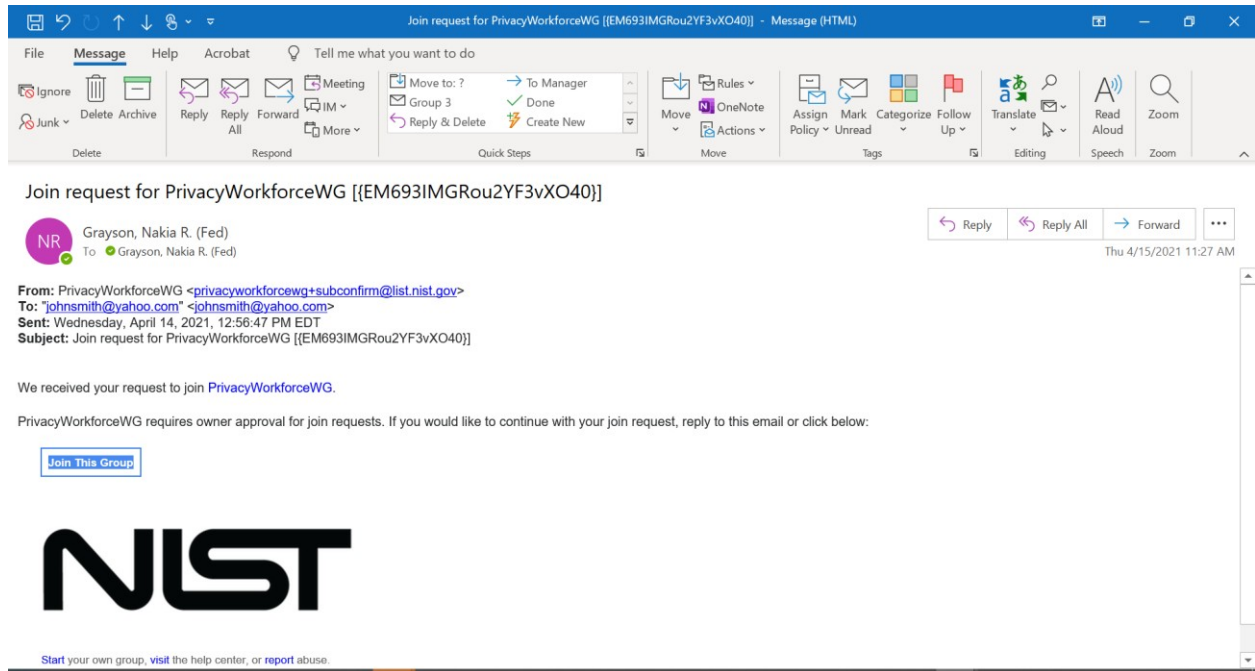 Join request for PrivacyWorkforceWG [{EM693IMGRou2YF3vXO40}] - Message (HTML)
File Message Help Acrobat Tell me what you want to do
Ignore
Junk
Delete
Archive
Delete
Reply
Reply All
Forward
Meeting
IM
More
Respond
Move to: ?
Group 3
Reply & Delete
To Manager
Done
Create New
Quick Steps
Move
Rules
OneNote
Actions
Move
Assign Policy
Mark Unread
Categorize
Follow Up
Tags
Translate
Editing
Read Aloud
Speech
Zoom
Zoom
Join request for PrivacyWorkforceWG [{EM693IMGRou2YF3vXO40}]
NR
Grayson, Nakia R. (Fed)
To Grayson, Nakia R. (Fed)
Reply
Reply All
Forward
Thu 4/15/2021 11:27 AM
From: PrivacyWorkforceWG <privacyworkforcewg+subconfirm@list.nist.gov>
To: "johnsmith@yahoo.com" <johnsmith@yahoo.com>
Sent: Wednesday, April 14, 2021, 12:56:47 PM EDT
Subject: Join request for PrivacyWorkforceWG [{EM693IMGRou2YF3vXO40}]
We received your request to join PrivacyWorkforceWG.
PrivacyWorkforceWG requires owner approval for join requests. If you would like to continue with your join request, reply to this email or click below:
Join This Group
NIST
Start your own group, visit the help center, or report abuse.